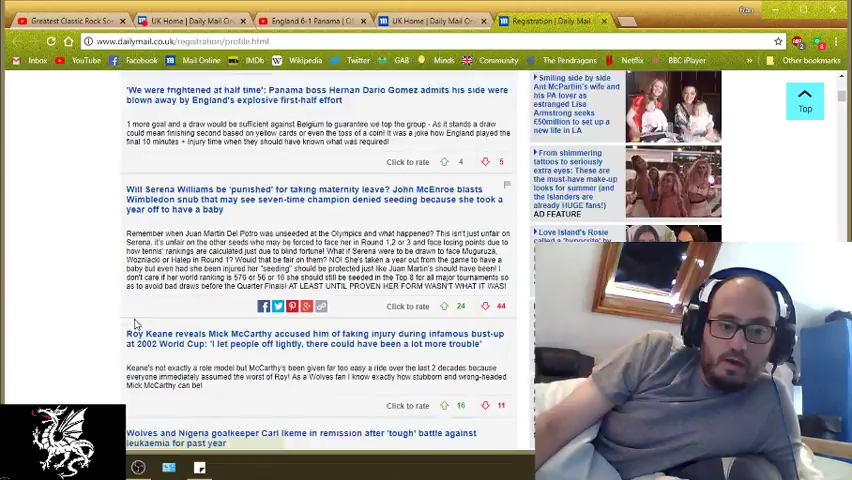 Greatest Classic Rock Son
UK Home | Daily Mail On
England 6-1 Panama | O
UK Home | Daily Mail On
Registration | Daily Mail
Fran
www.dailymail.co.uk/registration/profile.html
Inbox YouTube Facebook Mail Online IMDb Wikipedia Twitter GAB Minds Community The Pendragons Netflix BBC iPlayer Other bookmarks
'We were frightened at half time': Panama boss Hernan Dario Gomez admits his side were
blown away by England's explosive first-half effort
1 more goal and a draw would be sufficient against Belgium to guarantee we top the group - As it stands a draw
could mean finishing second based on yellow cards or even the toss of a coin! it was a joke how England played the
final 10 minutes + injury time when they should have known what was required!
Click to rate 4 5
Will Serena Williams be 'punished' for taking maternity leave? John McEnroe blasts
Wimbledon snub that may see seven-time champion denied seeding because she took a
year off to have a baby
Remember when Juan Martin Del Potro was unseeded at the Olympics and what happened? This isn't just unfair on
Serena, it's unfair on the other seeds who may be forced to face her in Round 1,2 or 3 and face losing points due to
how tennis' rankings are calculated just due to blind fortune! What if Serena were to be drawn to face Muguruza,
Wozniacki or Halep in Round 1? Would that be fair on them? NO! She's taken a year out from the game to have a
baby but even had she been injured her "seeding" should be protected just like Juan Martin's should have been! I
don't care if her world ranking is 576 or 56 or 16 she should still be seeded in the Top 8 for all major tournaments so
as to avoid bad draws before the Quarter Finals! AT LEAST UNTIL PROVEN HER FORM WASN'T WHAT IT WAS!
Click to rate 24 44
Roy Keane reveals Mick McCarthy accused him of faking injury during infamous bust-up
at 2002 World Cup: 'I let people off lightly, there could have been a lot more trouble'
Keane's not exactly a role model but McCarthy's been given far too easy a ride over the last 2 decades because
everyone immediately assumed the worst of Roy! As a Wolves fan I know exactly how stubborn and wrong-headed
Mick McCarthy can be!
Click to rate 16 11
Wolves and Nigeria goalkeeper Carl Ikeme in remission after 'tough' battle against
leukaemia for past year
Smiling side by side
Ant McPartlin's wife and
his PA lover as
estranged Lisa
Armstrong seeks
£50million to set up a
new life in LA
From shimmering
tattoos to seriously
extra eyes: These are
the must-have make-up
looks for summer (and
the Islanders are
already HUGE fans!)
AD FEATURE
Love Island's Rosie
Top